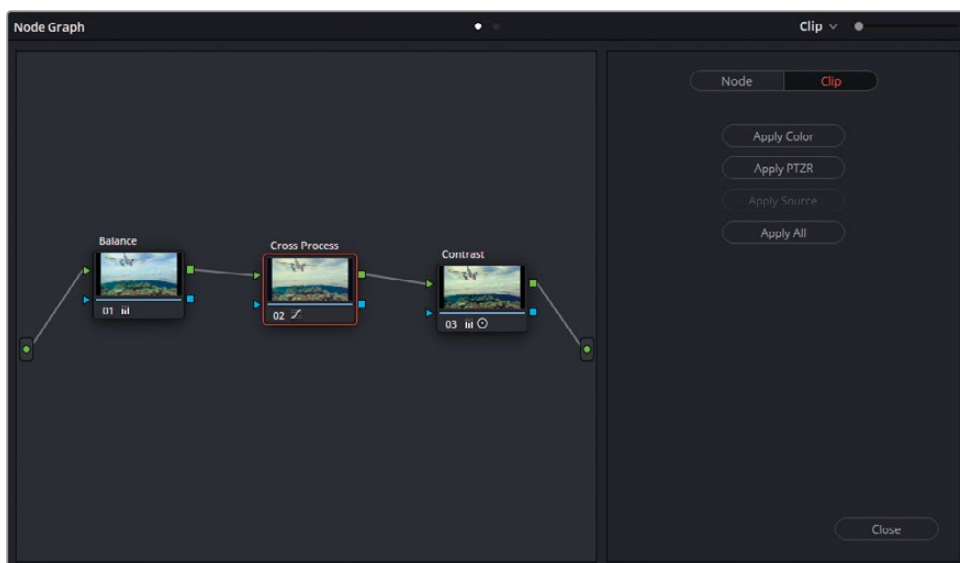 Node Graph
Clip
Node
Clip
Apply Color
Apply PTZR
Apply Source
Apply All
Balance
01
Cross Process
02
Contrast
03
Close